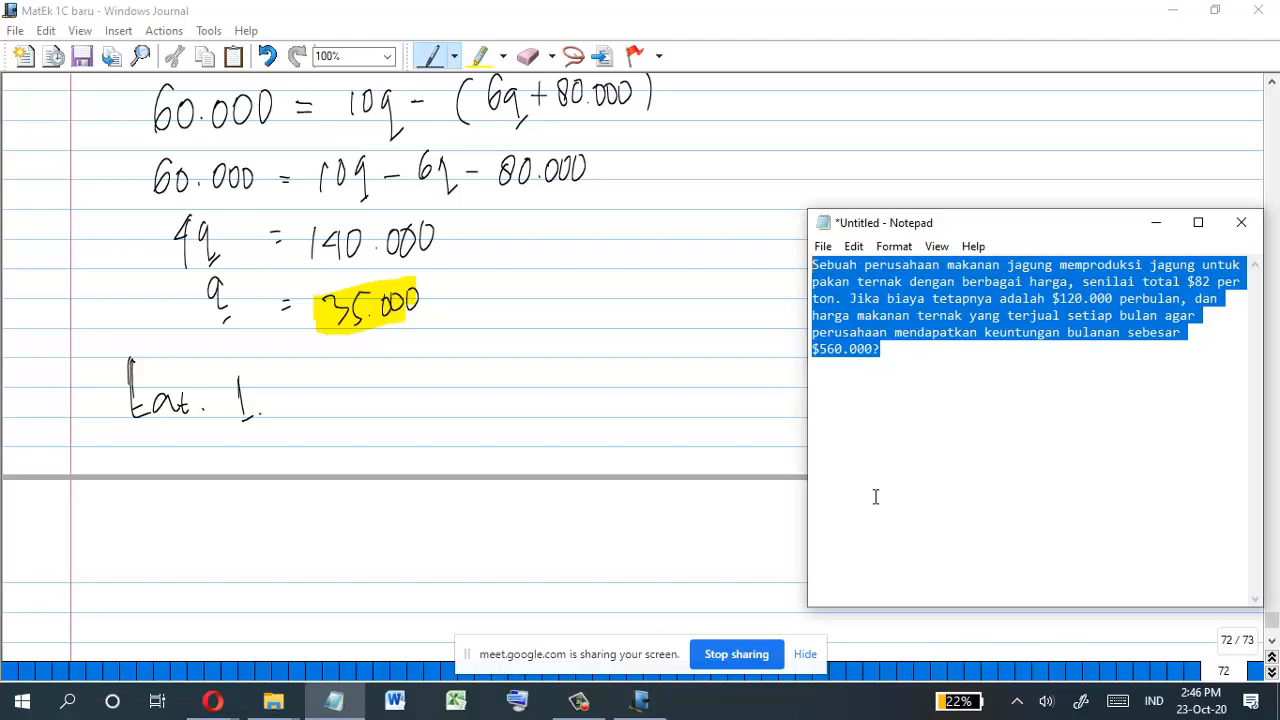 MatEk 1C baru - Windows Journal
File Edit View Insert Actions Tools Help
100%
60.000 = 10q - (6q + 80.000)
60.000 = 10q - 6q - 80.000
4q = 140.000
q = 35.000
Lat. 1.
*Untitled - Notepad
File Edit Format View Help
Sebuah perusahaan makanan jagung memproduksi jagung untuk
pakan ternak dengan berbagai harga, senilai total $82 per
ton. Jika biaya tetapnya adalah $120.000 perbulan, dan
harga makanan ternak yang terjual setiap bulan agar
perusahaan mendapatkan keuntungan bulanan sebesar
$560.000?
72 / 73
meet.google.com is sharing your screen. Stop sharing Hide
72
22% IND 2:46 PM
23-Oct-20